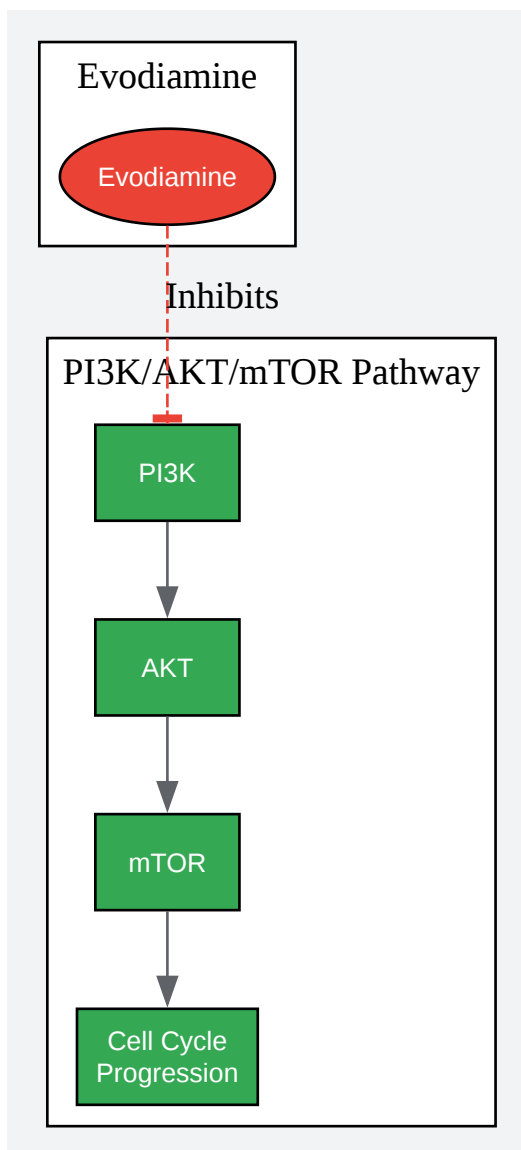 Evodiamine
Evodiamine
Inhibits
PI3K/AKT/mTOR Pathway
PI3K
AKT
mTOR
Cell Cycle
Progression